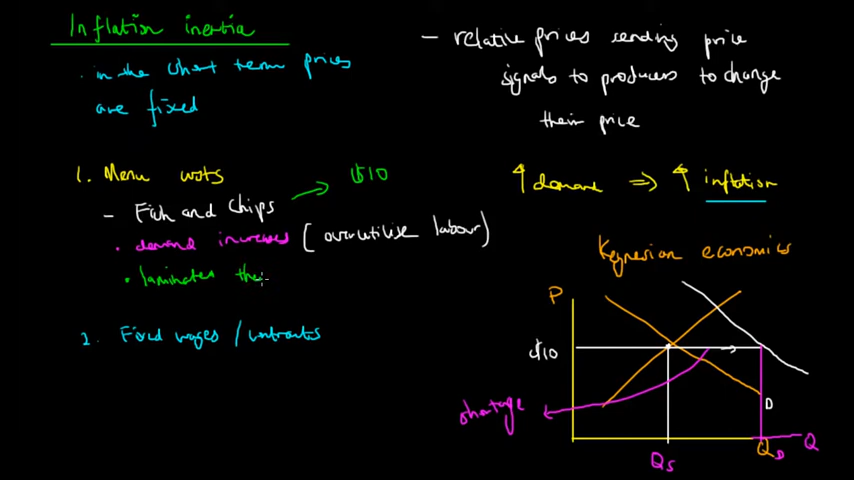 Inflation inertia
· in the short term prices
are fixed
1. Menu costs
- Fish and chips
$10
· demand increases (overutilise labour)
· laminates the
2. Fixed wages / contracts
- relative prices sending price
signals to producers to change
their price
↑ demand ⇒ ↑ inflation
Keynesian economics
P
$10
D
shortage
Qs
QD
Q